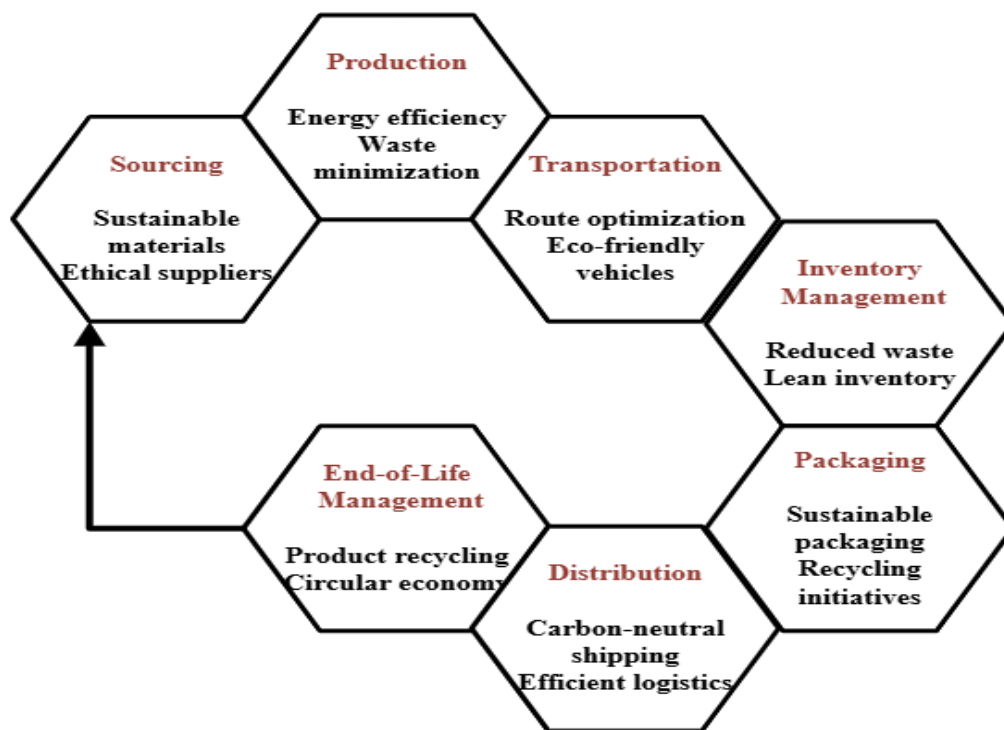 Production
Energy efficiency
Waste
minimization
Sourcing
Sustainable
materials
Ethical suppliers
Transportation
Route optimization
Eco-friendly
vehicles
Inventory
Management
Reduced waste
Lean inventory
Packaging
Sustainable
packaging
Recycling
initiatives
Distribution
Carbon-neutral
shipping
Efficient logistics
End-of-Life
Management
Product recycling
Circular economy